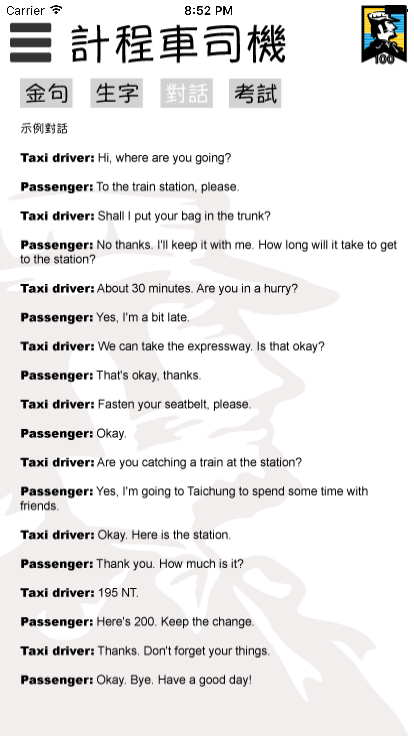 Carrier 8:52 PM
計程車司機
100
金句 生字 對話 考試
示例對話
Taxi driver: Hi, where are you going?
Passenger: To the train station, please.
Taxi driver: Shall I put your bag in the trunk?
Passenger: No thanks. I'll keep it with me. How long will it take to get
to the station?
Taxi driver: About 30 minutes. Are you in a hurry?
Passenger: Yes, I'm a bit late.
Taxi driver: We can take the expressway. Is that okay?
Passenger: That's okay, thanks.
Taxi driver: Fasten your seatbelt, please.
Passenger: Okay.
Taxi driver: Are you catching a train at the station?
Passenger: Yes, I'm going to Taichung to spend some time with
friends.
Taxi driver: Okay. Here is the station.
Passenger: Thank you. How much is it?
Taxi driver: 195 NT.
Passenger: Here's 200. Keep the change.
Taxi driver: Thanks. Don't forget your things.
Passenger: Okay. Bye. Have a good day!